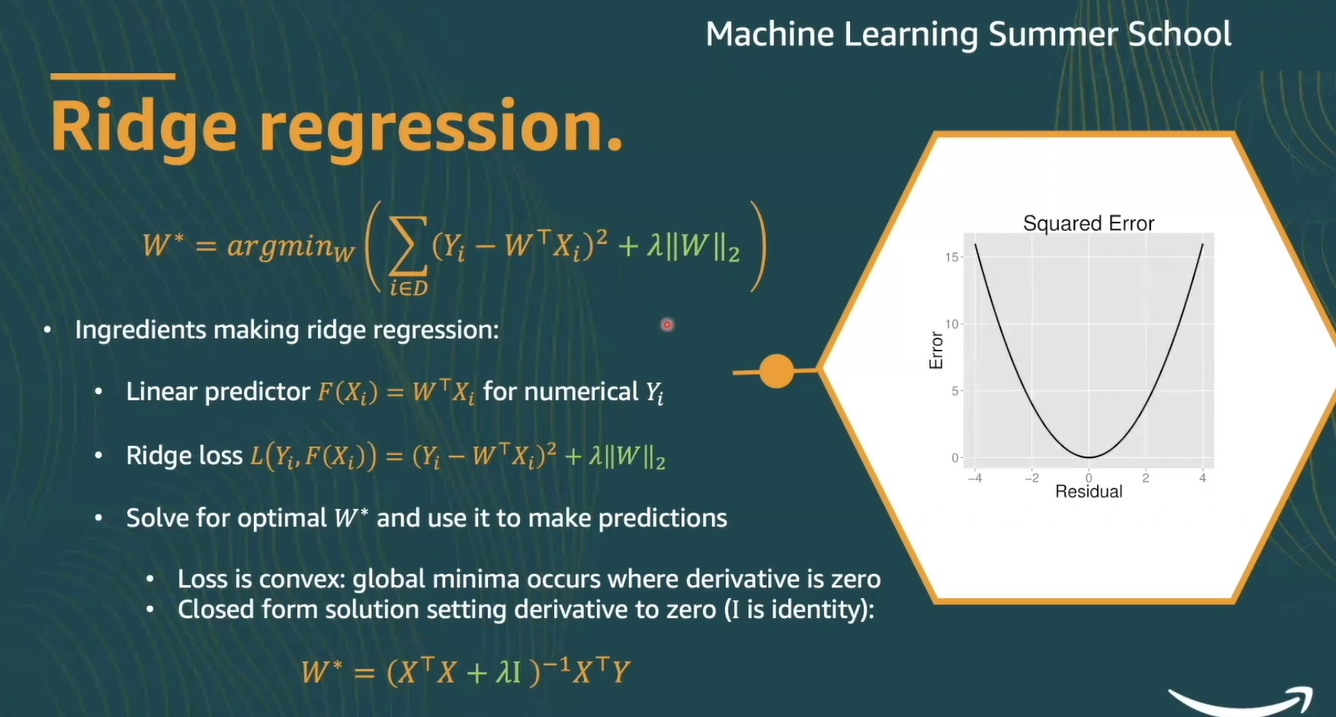 Machine Learning Summer School
Ridge regression.
W* = argmin_W ( ∑_{i∈D} (Y_i − W^⊤X_i)² + λ‖W‖₂ )
• Ingredients making ridge regression:
• Linear predictor F(X_i) = W^⊤X_i for numerical Y_i
• Ridge loss L(Y_i, F(X_i)) = (Y_i − W^⊤X_i)² + λ‖W‖₂
• Solve for optimal W* and use it to make predictions
• Loss is convex: global minima occurs where derivative is zero
• Closed form solution setting derivative to zero (I is identity):
W* = (X^⊤X + λI )⁻¹X^⊤Y
Squared Error
15
10
5
0
Error
−4 −2 0 2 4
Residual